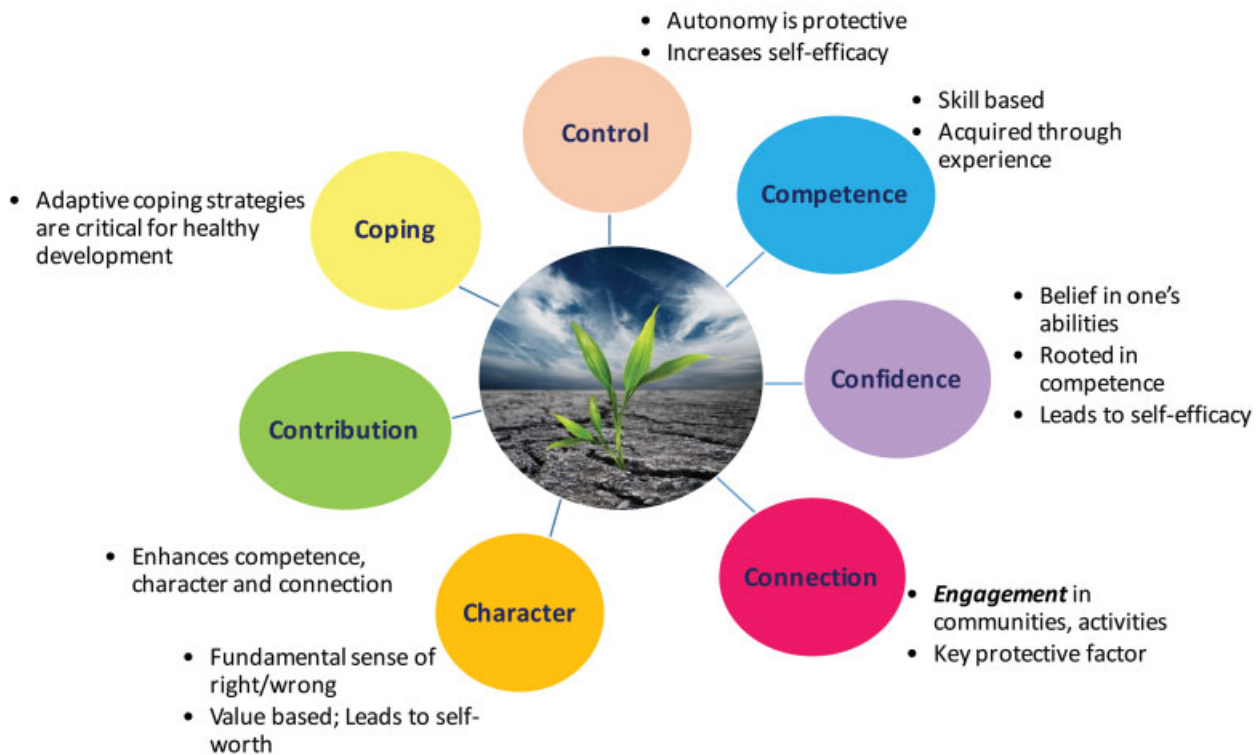 • Autonomy is protective
• Increases self-efficacy
Control
• Skill based
• Acquired through
experience
Competence
• Belief in one’s
abilities
• Rooted in
competence
• Leads to self-efficacy
Confidence
• Engagement in
communities, activities
• Key protective factor
Connection
Character
• Fundamental sense of
right/wrong
• Value based; Leads to self-
worth
Contribution
• Enhances competence,
character and connection
Coping
• Adaptive coping strategies
are critical for healthy
development